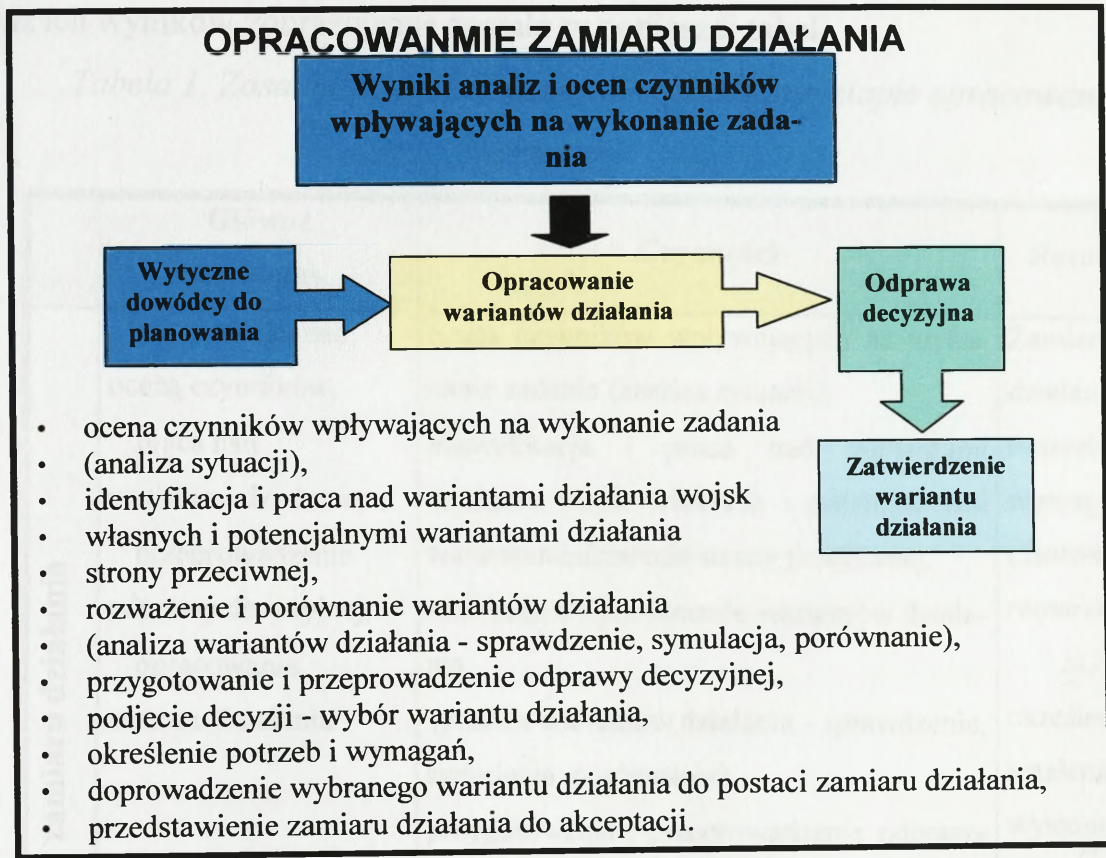 OPRACOWANMIE ZAMIARU DZIAŁANIA
Wyniki analiz i ocen czynników
wpływających na wykonanie zada-
nia
Wytyczne
dowódcy do
planowania
Opracowanie
wariantów działania
Odprawa
decyzyjna
Zatwierdzenie
wariantu
działania
• ocena czynników wpływających na wykonanie zadania
• (analiza sytuacji),
• identyfikacja i praca nad wariantami działania wojsk
• własnych i potencjalnymi wariantami działania
• strony przeciwnej,
• rozważenie i porównanie wariantów działania
• (analiza wariantów działania - sprawdzenie, symulacja, porównanie),
• przygotowanie i przeprowadzenie odprawy decyzyjnej,
• podjecie decyzji - wybór wariantu działania,
• określenie potrzeb i wymagań,
• doprowadzenie wybranego wariantu działania do postaci zamiaru działania,
• przedstawienie zamiaru działania do akceptacji.